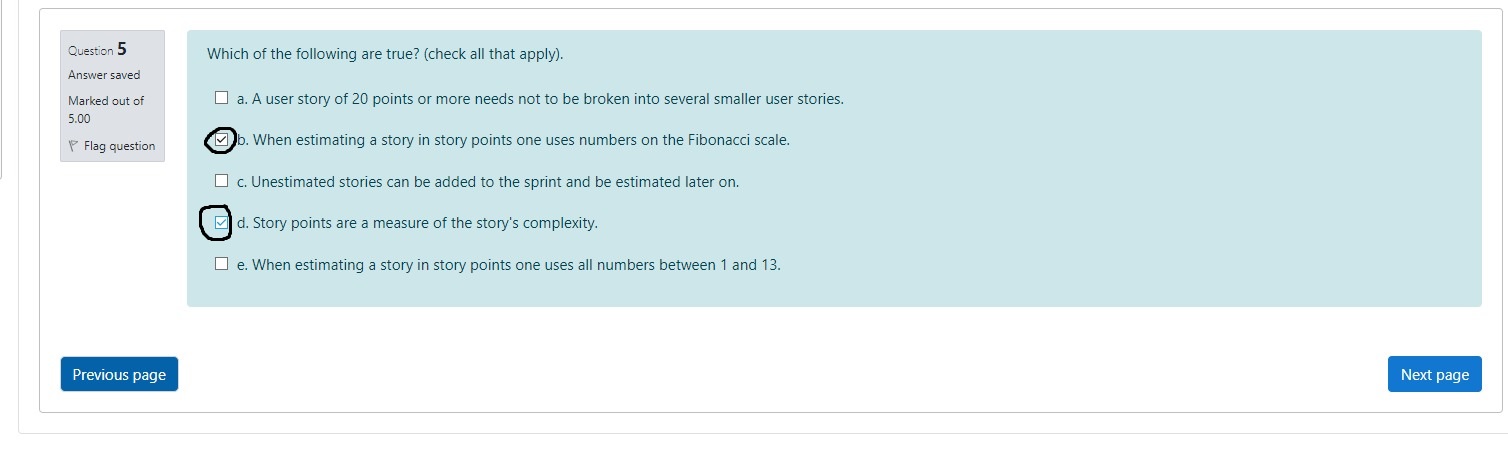 Question 5
Answer saved
Marked out of
5.00
Flag question
Which of the following are true? (check all that apply).
a. A user story of 20 points or more needs not to be broken into several smaller user stories.
b. When estimating a story in story points one uses numbers on the Fibonacci scale.
c. Unestimated stories can be added to the sprint and be estimated later on.
d. Story points are a measure of the story's complexity.
e. When estimating a story in story points one uses all numbers between 1 and 13.
Previous page
Next page